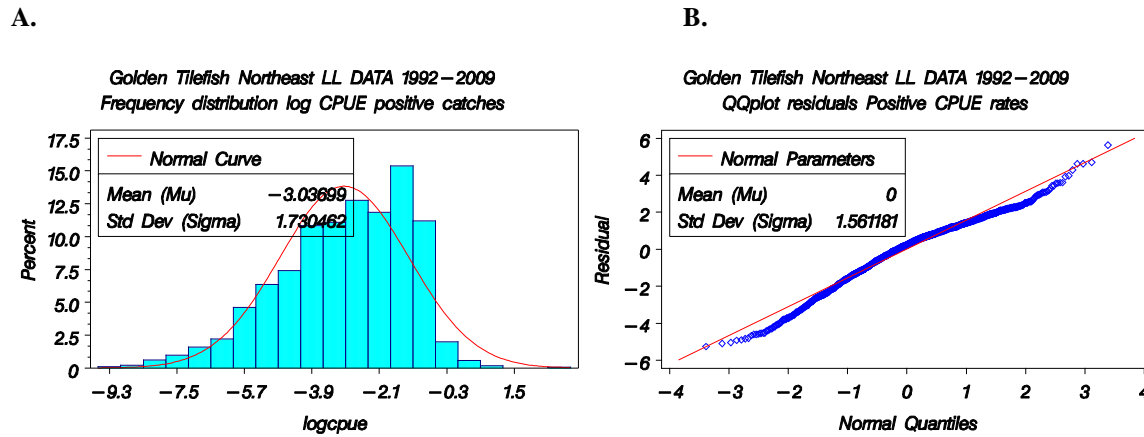 A.
Golden Tilefish Northeast LL DATA 1992−2009
Frequency distribution log CPUE positive catches
17.5
15.0
12.5
10.0
7.5
5.0
2.5
0
Percent
Normal Curve
Mean (Mu) −3.03699
Std Dev (Sigma) 1.730462
−9.3 −7.5 −5.7 −3.9 −2.1 −0.3 1.5
logcpue
B.
Golden Tilefish Northeast LL DATA 1992−2009
QQplot residuals Positive CPUE rates
6
4
2
0
−2
−4
−6
Residual
Normal Parameters
Mean (Mu) 0
Std Dev (Sigma) 1.561181
−4 −3 −2 −1 0 1 2 3 4
Normal Quantiles